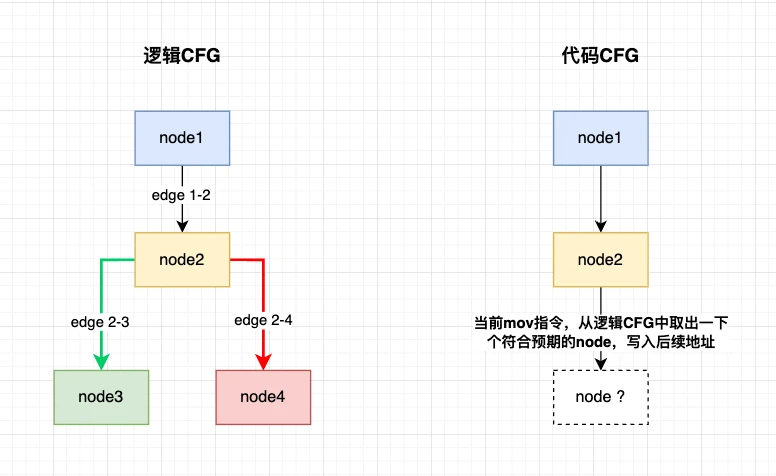 逻辑CFG
代码CFG
node1
node1
edge 1-2
node2
node2
edge 2-3
edge 2-4
当前mov指令，从逻辑CFG中取出一下
个符合预期的node，写入后续地址
node3
node4
node ?